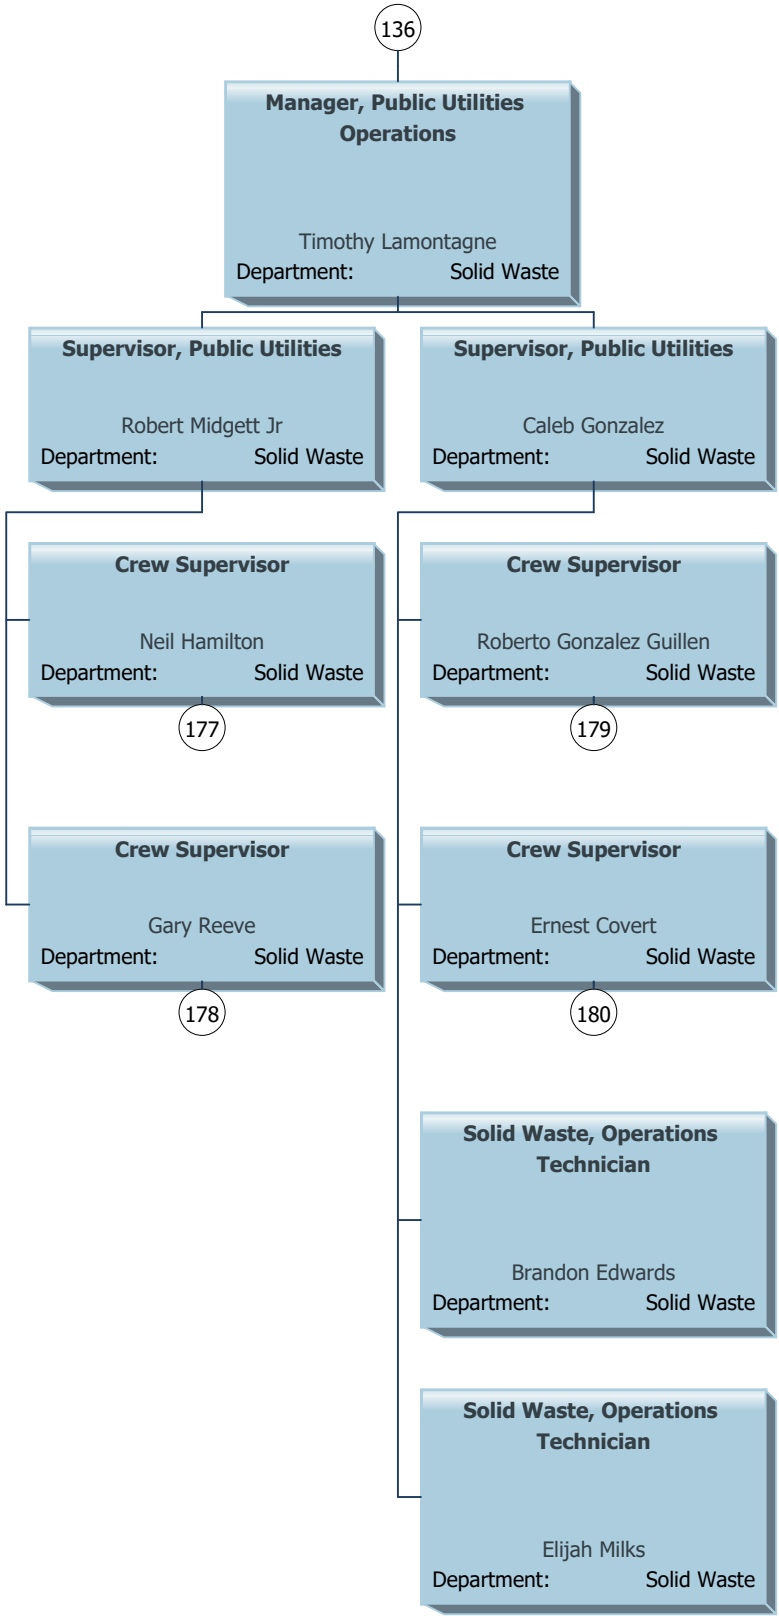 136
Manager, Public Utilities
Operations
Timothy Lamontagne
Department: Solid Waste
Supervisor, Public Utilities
Robert Midgett Jr
Department: Solid Waste
Supervisor, Public Utilities
Caleb Gonzalez
Department: Solid Waste
Crew Supervisor
Neil Hamilton
Department: Solid Waste
177
Crew Supervisor
Roberto Gonzalez Guillen
Department: Solid Waste
179
Crew Supervisor
Gary Reeve
Department: Solid Waste
178
Crew Supervisor
Ernest Covert
Department: Solid Waste
180
Solid Waste, Operations
Technician
Brandon Edwards
Department: Solid Waste
Solid Waste, Operations
Technician
Elijah Milks
Department: Solid Waste